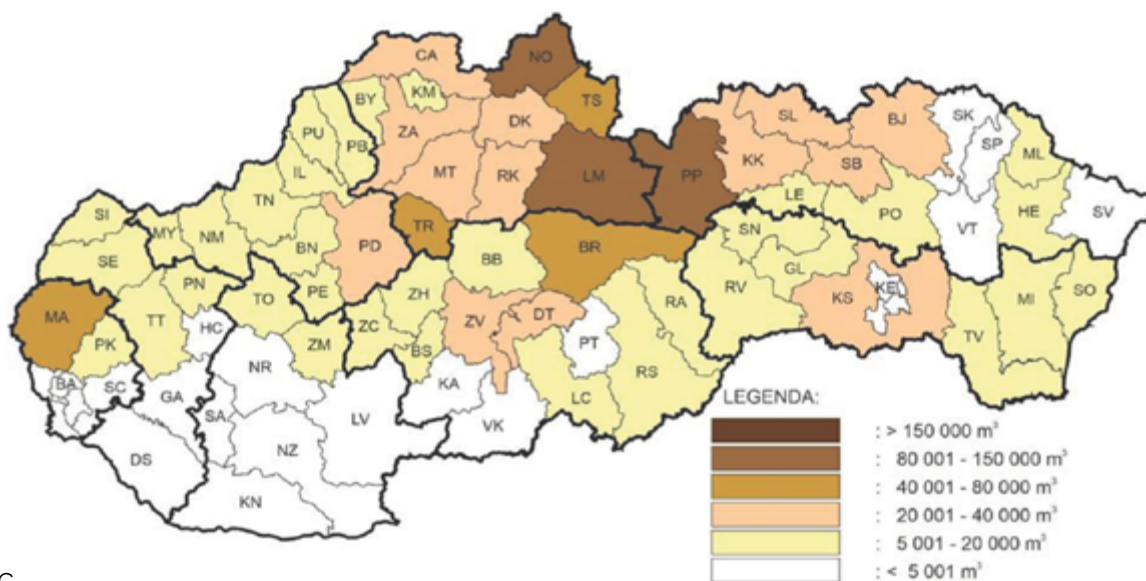 CA
NO
BY
KM
TS
PU
PB
ZA
DK
SL
BJ
SK
SP
ML
IL
MT
RK
LM
PP
KK
SB
TN
LE
PO
HE
SV
SI
MY
NM
BN
PD
TR
BB
BR
SN
VT
SE
PN
TO
PE
ZH
RA
RV
GL
KS
KE
MI
SO
MA
TT
HC
ZM
ZC
ZV
DT
PT
TV
PK
BS
RS
BA
SC
GA
NR
KA
LC
SA
LV
VK
DS
NZ
KN
LEGENDA:
: > 150 000 m³
: 80 001 - 150 000 m³
: 40 001 - 80 000 m³
: 20 001 - 40 000 m³
: 5 001 - 20 000 m³
: < 5 001 m³